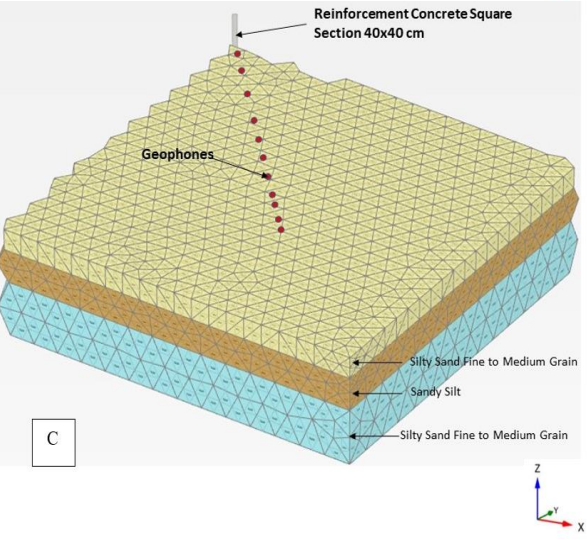 Reinforcement Concrete Square
Section 40x40 cm
Geophones
Silty Sand Fine to Medium Grain
Sandy Silt
Silty Sand Fine to Medium Grain
C
Z
Y
X